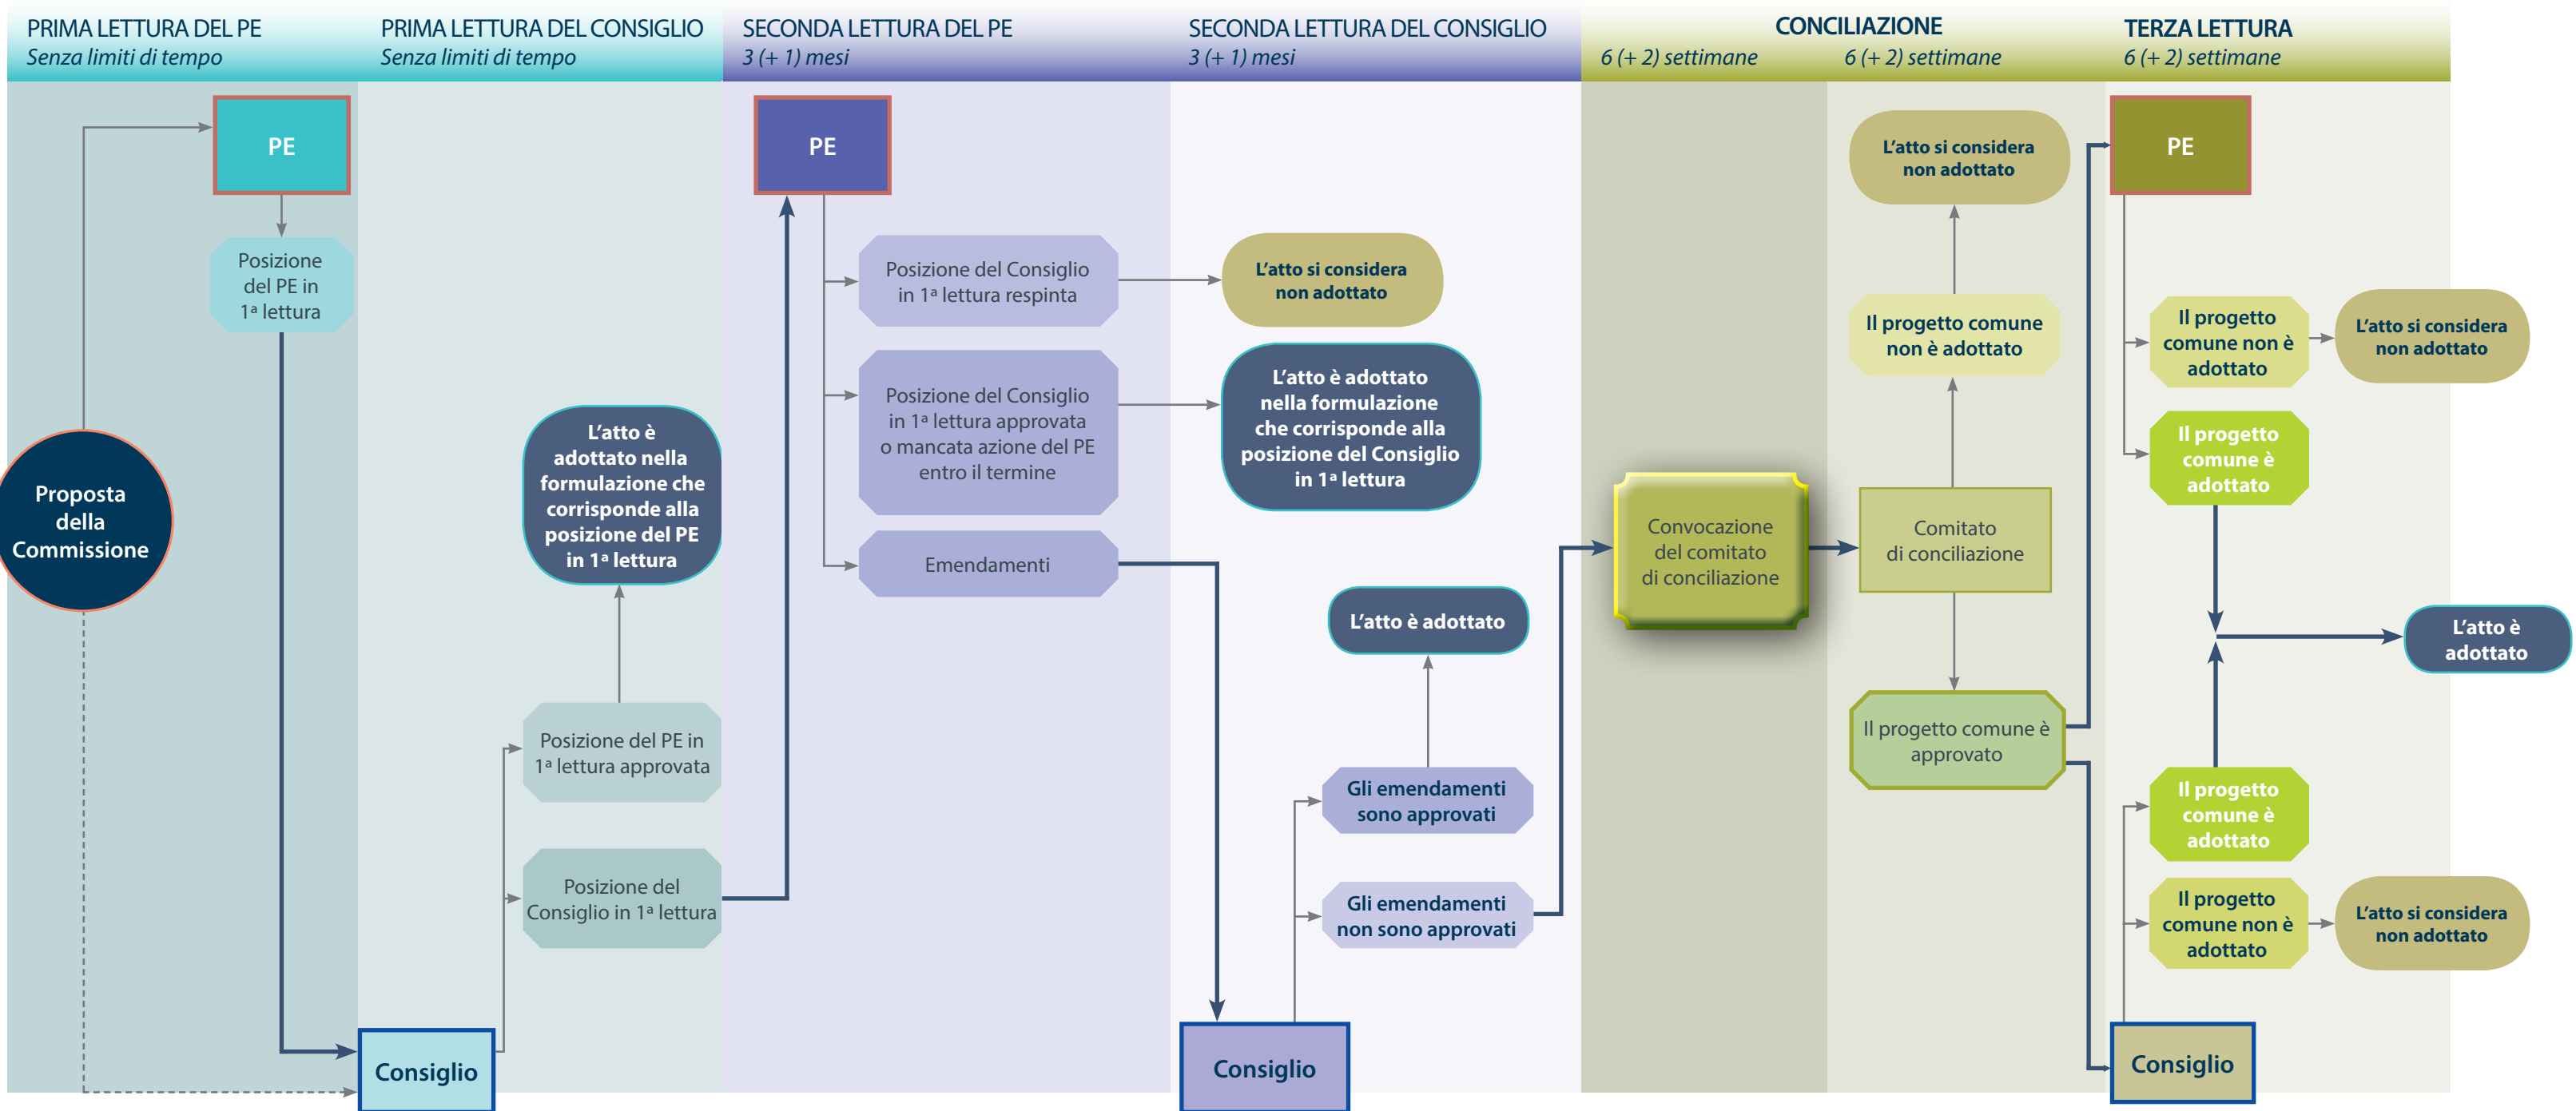 PRIMA LETTURA DEL PE
Senza limiti di tempo
PRIMA LETTURA DEL CONSIGLIO
Senza limiti di tempo
SECONDA LETTURA DEL PE
3 (+ 1) mesi
SECONDA LETTURA DEL CONSIGLIO
3 (+ 1) mesi
CONCILIAZIONE
6 (+ 2) settimane
6 (+ 2) settimane
TERZA LETTURA
6 (+ 2) settimane
Proposta
della
Commissione
PE
Posizione
del PE in
1ª lettura
Consiglio
L'atto è
adottato nella
formulazione che
corrisponde alla
posizione del PE
in 1ª lettura
Posizione del PE in
1ª lettura approvata
Posizione del
Consiglio in 1ª lettura
PE
Posizione del Consiglio
in 1ª lettura respinta
Posizione del Consiglio
in 1ª lettura approvata
o mancata azione del PE
entro il termine
Emendamenti
L'atto si considera
non adottato
L'atto è adottato
nella formulazione
che corrisponde alla
posizione del Consiglio
in 1ª lettura
L'atto è adottato
Gli emendamenti
sono approvati
Gli emendamenti
non sono approvati
Consiglio
Convocazione
del comitato
di conciliazione
L'atto si considera
non adottato
Il progetto comune
non è adottato
Comitato
di conciliazione
Il progetto comune è
approvato
PE
Il progetto
comune non è
adottato
L'atto si considera
non adottato
Il progetto
comune è
adottato
L'atto è
adottato
Il progetto
comune è
adottato
Il progetto
comune non è
adottato
L'atto si considera
non adottato
Consiglio